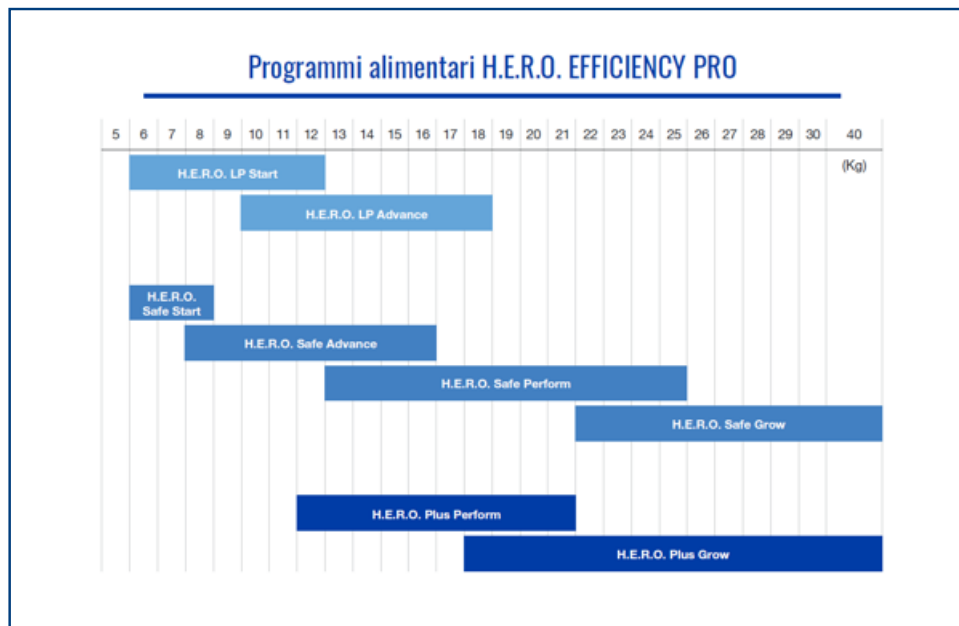 Programmi alimentari H.E.R.O. EFFICIENCY PRO
5 6 7 8 9 10 11 12 13 14 15 16 17 18 19 20 21 22 23 24 25 26 27 28 29 30 40
(Kg)
H.E.R.O. LP Start
H.E.R.O. LP Advance
H.E.R.O.
Safe Start
H.E.R.O. Safe Advance
H.E.R.O. Safe Perform
H.E.R.O. Safe Grow
H.E.R.O. Plus Perform
H.E.R.O. Plus Grow